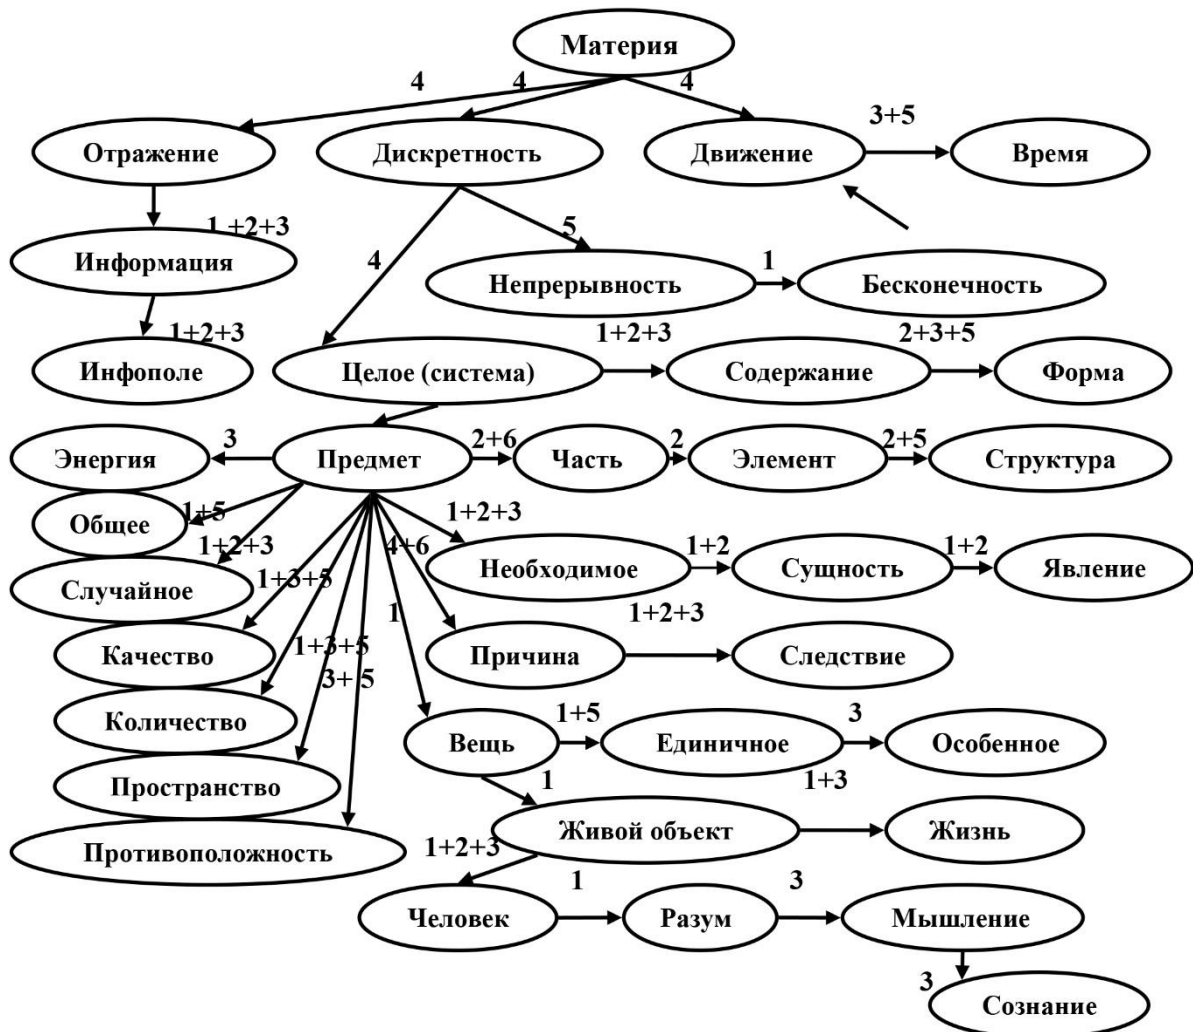 Материя
4 4 4
Отражение Дискретность Движение 3+5 Время
1+2+3 5
Информация 4 Непрерывность 1 Бесконечность
1+2+3 1+2+3 2+3+5
Инфополе Целое (система) Содержание Форма
Энергия 3 Предмет 2+6 Часть 2 Элемент 2+5 Структура
Общее 1+5 1+2+3
1+2+3 4+6 1+2 1+2
Случайное 1+3+5 Необходимое Сущность Явление
1 1+2+3
Качество 1+3+5 Причина Следствие
3+5
Количество Вещь 1+5 Единичное 3 Особенное
Пространство 1 1+3
Живой объект Жизнь
Противоположность 1+2+3
1 3
Человек Разум Мышление
3
Сознание